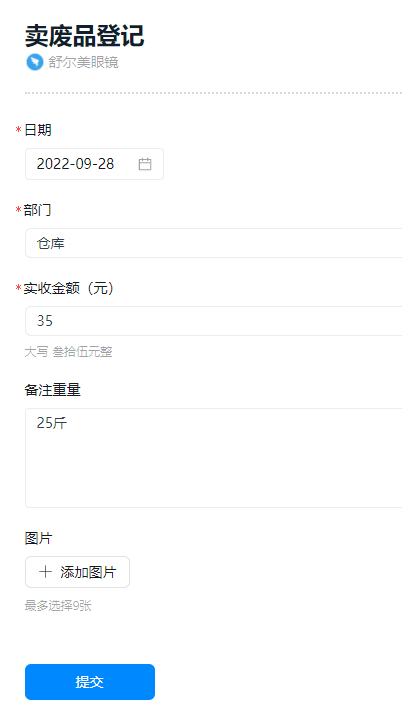 卖废品登记
舒尔美眼镜
*日期
2022-09-28
*部门
仓库
*实收金额（元）
35
大写 叁拾伍元整
备注重量
25斤
图片
+ 添加图片
最多选择9张
提交